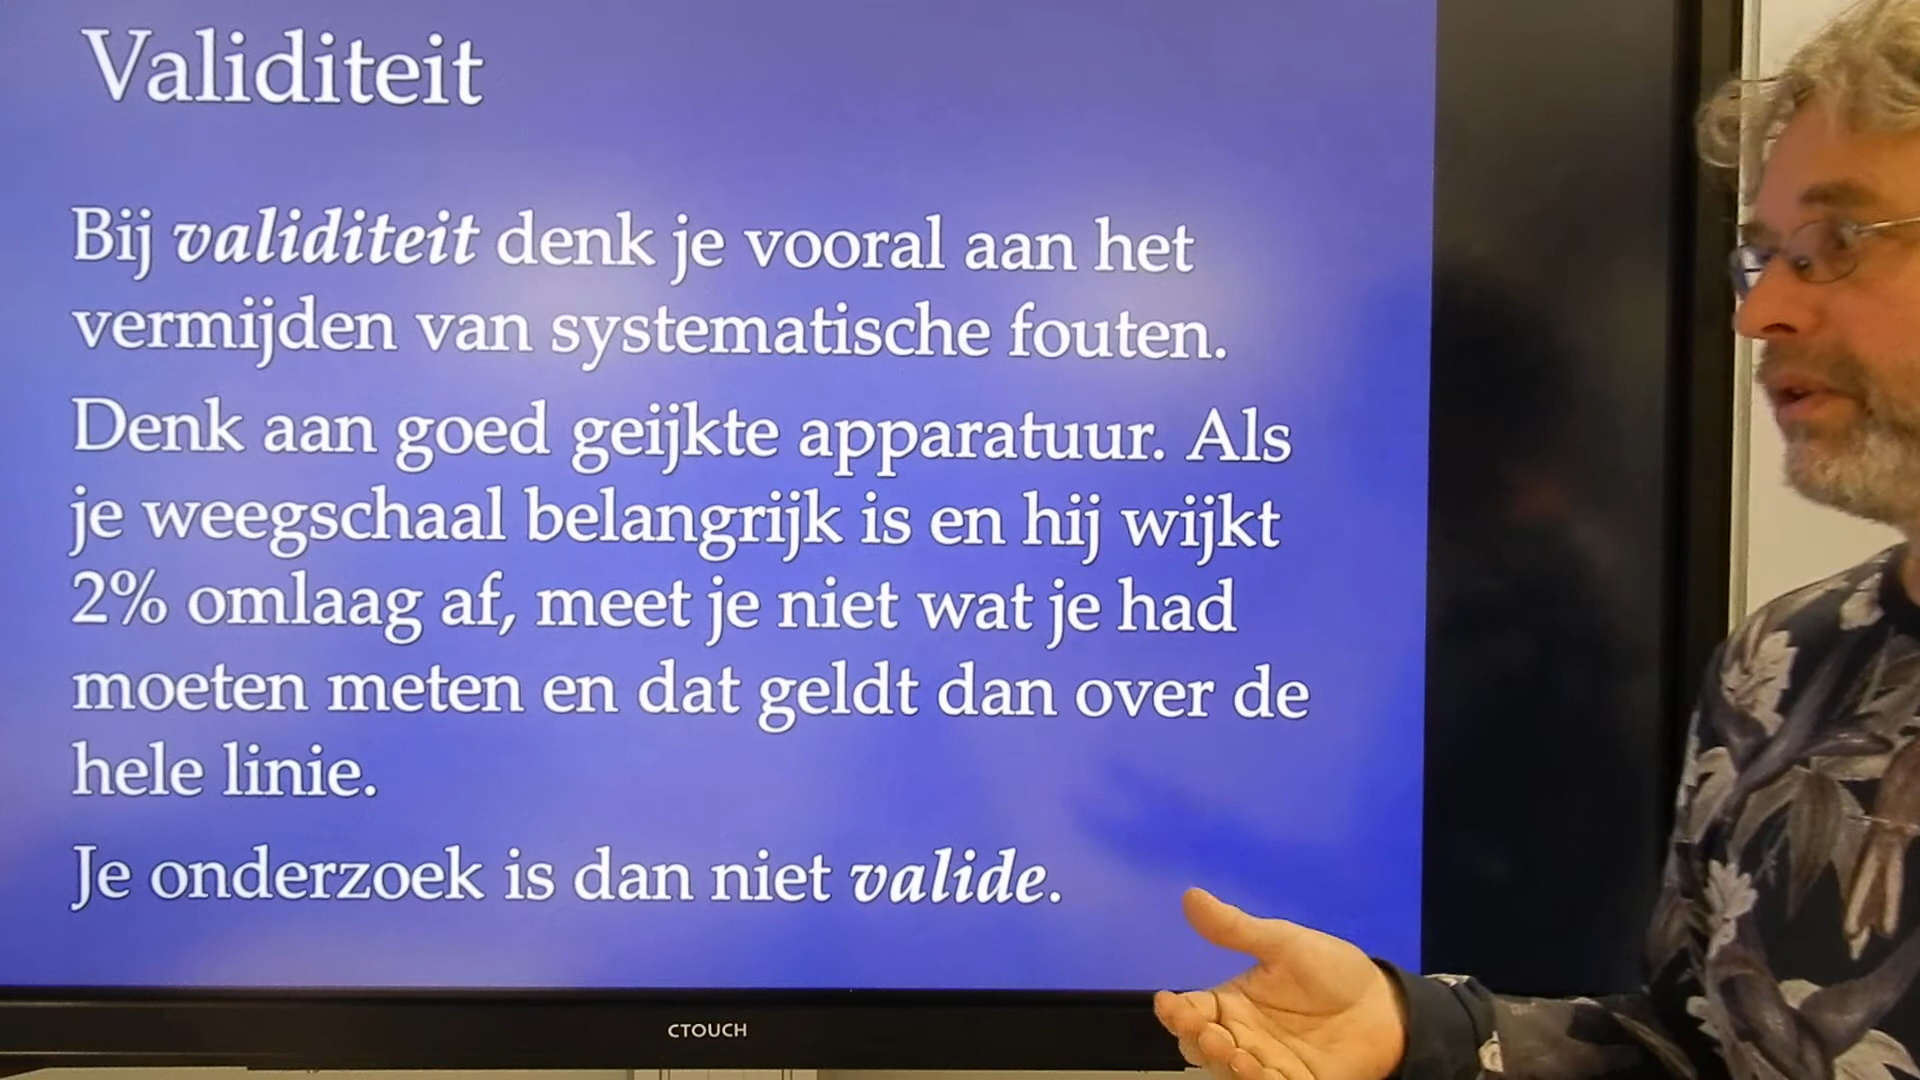 Validiteit
Bij validiteit denk je vooral aan het
vermijden van systematische fouten.
Denk aan goed geijkte apparatuur. Als
je weegschaal belangrijk is en hij wijkt
2% omlaag af, meet je niet wat je had
moeten meten en dat geldt dan over de
hele linie.
Je onderzoek is dan niet valide.
CTOUCH